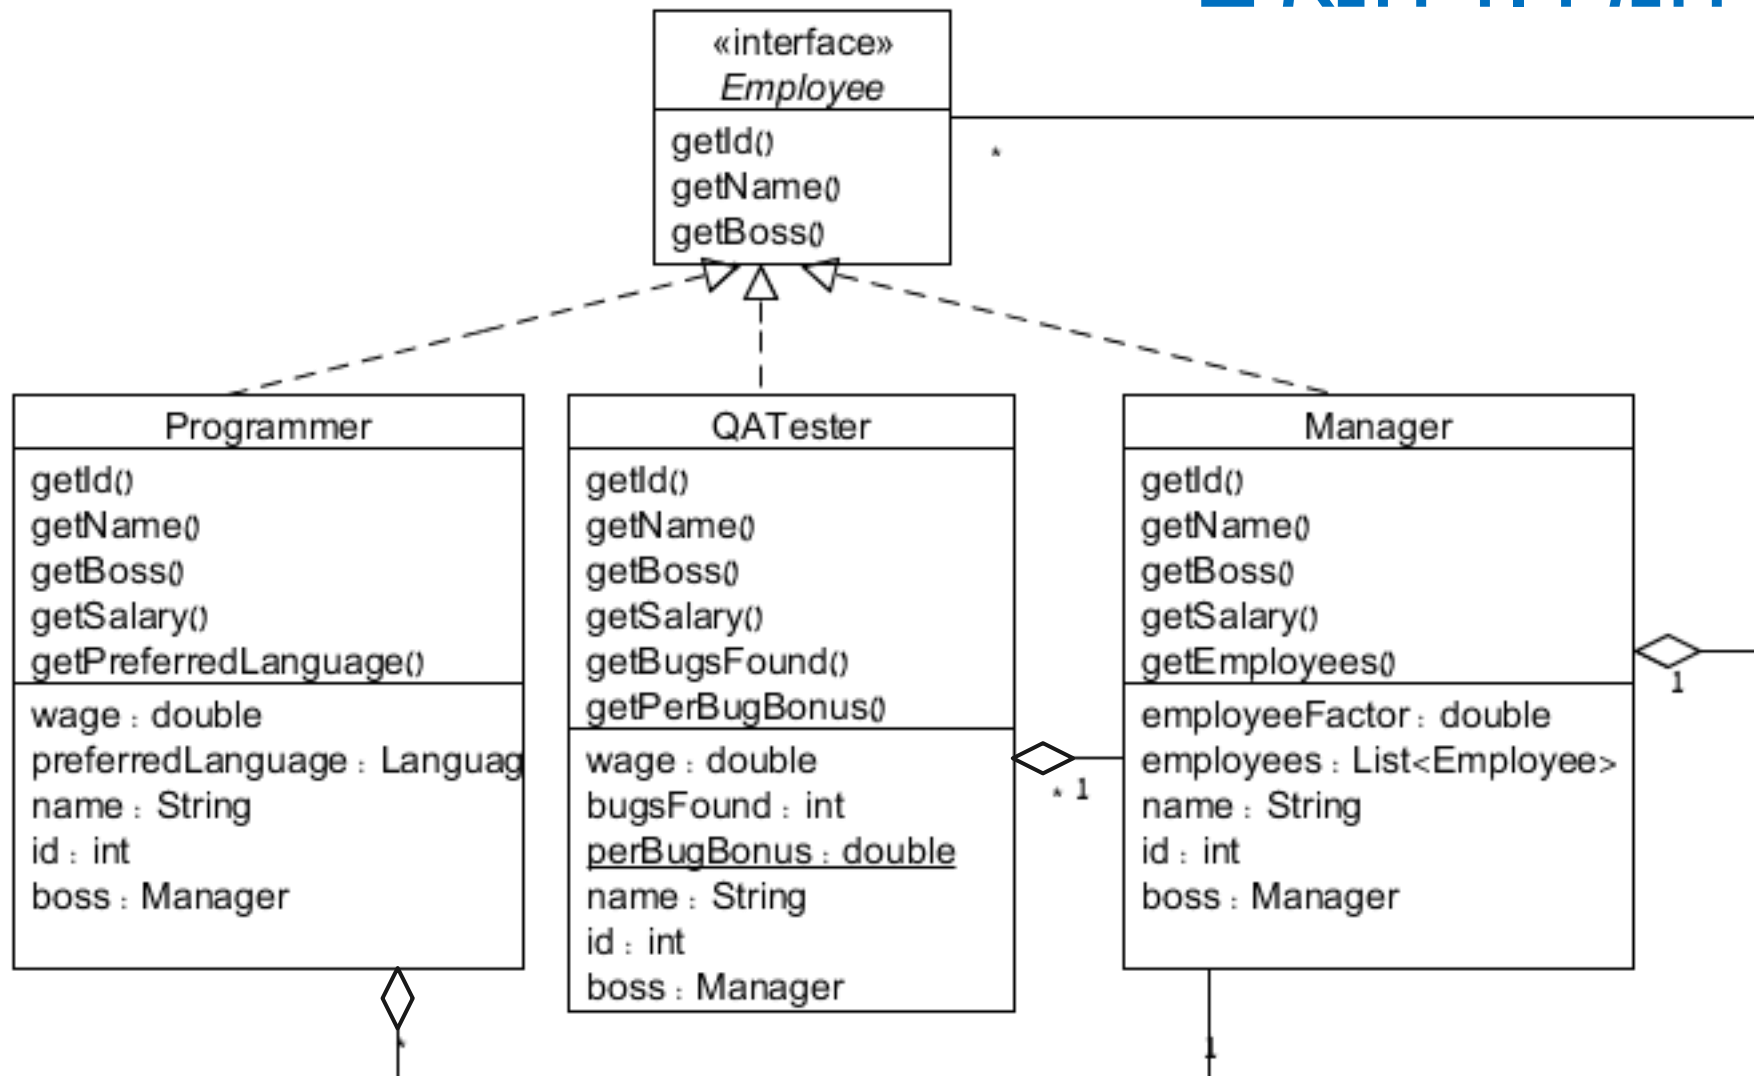 «interface»
Employee
getId()
getName()
getBoss()
*
Programmer
getId()
getName()
getBoss()
getSalary()
getPreferredLanguage()
wage : double
preferredLanguage : Languag
name : String
id : int
boss : Manager
*
QATester
getId()
getName()
getBoss()
getSalary()
getBugsFound()
getPerBugBonus()
wage : double
bugsFound : int
perBugBonus : double
name : String
id : int
boss : Manager
* 1
Manager
getId()
getName()
getBoss()
getSalary()
getEmployees()
employeeFactor : double
employees : List<Employee>
name : String
id : int
boss : Manager
1
1